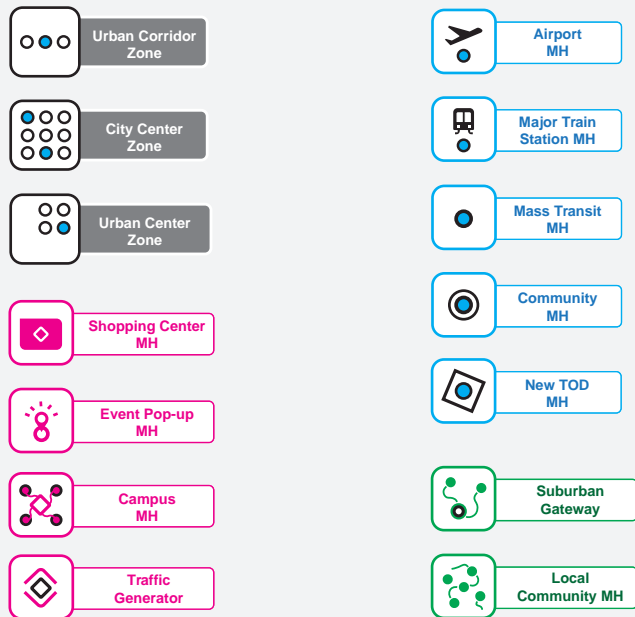 Urban Corridor
Zone
City Center
Zone
Urban Center
Zone
Shopping Center
MH
Event Pop-up
MH
Campus
MH
Traffic
Generator
Airport
MH
Major Train
Station MH
Mass Transit
MH
Community
MH
New TOD
MH
Suburban
Gateway
Local
Community MH